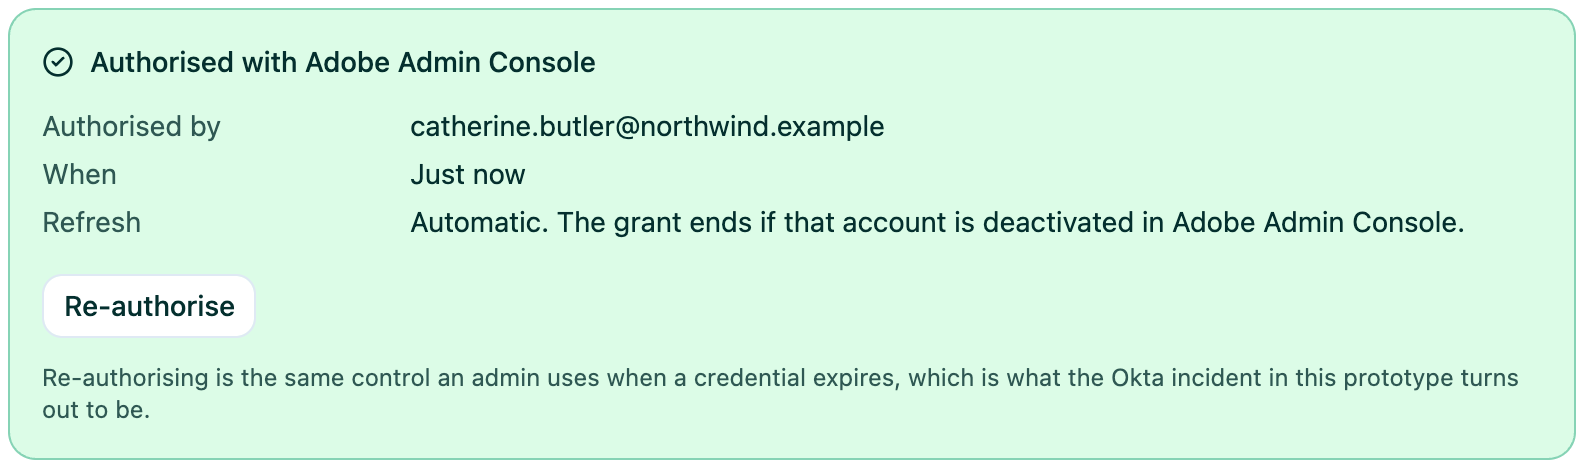 Authorised with Adobe Admin Console
Authorised by catherine.butler@northwind.example
When Just now
Refresh Automatic. The grant ends if that account is deactivated in Adobe Admin Console.
Re-authorise
Re-authorising is the same control an admin uses when a credential expires, which is what the Okta incident in this prototype turns
out to be.